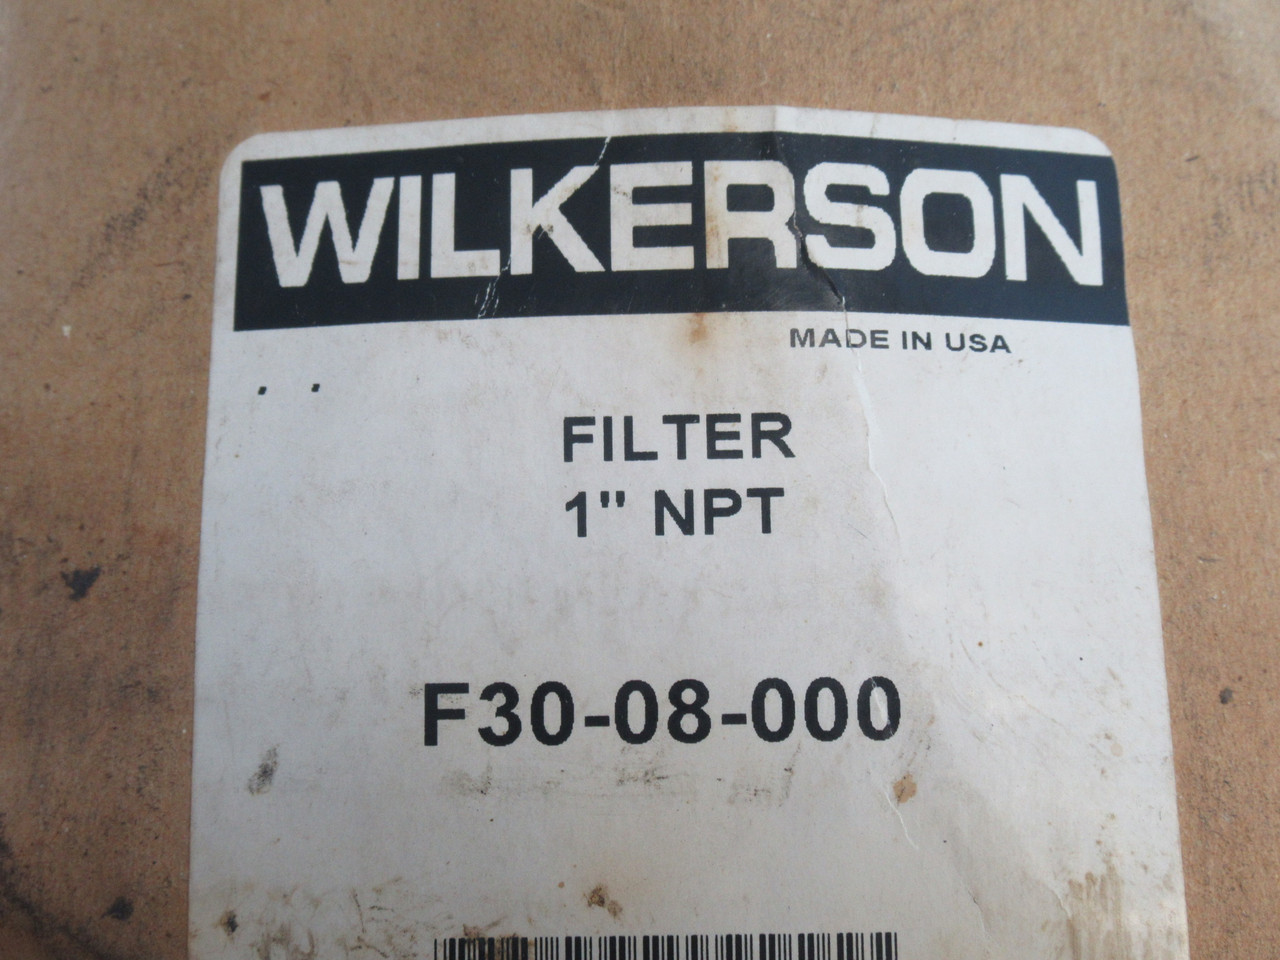 WILKERSON
MADE IN USA
FILTER
1" NPT
F30-08-000